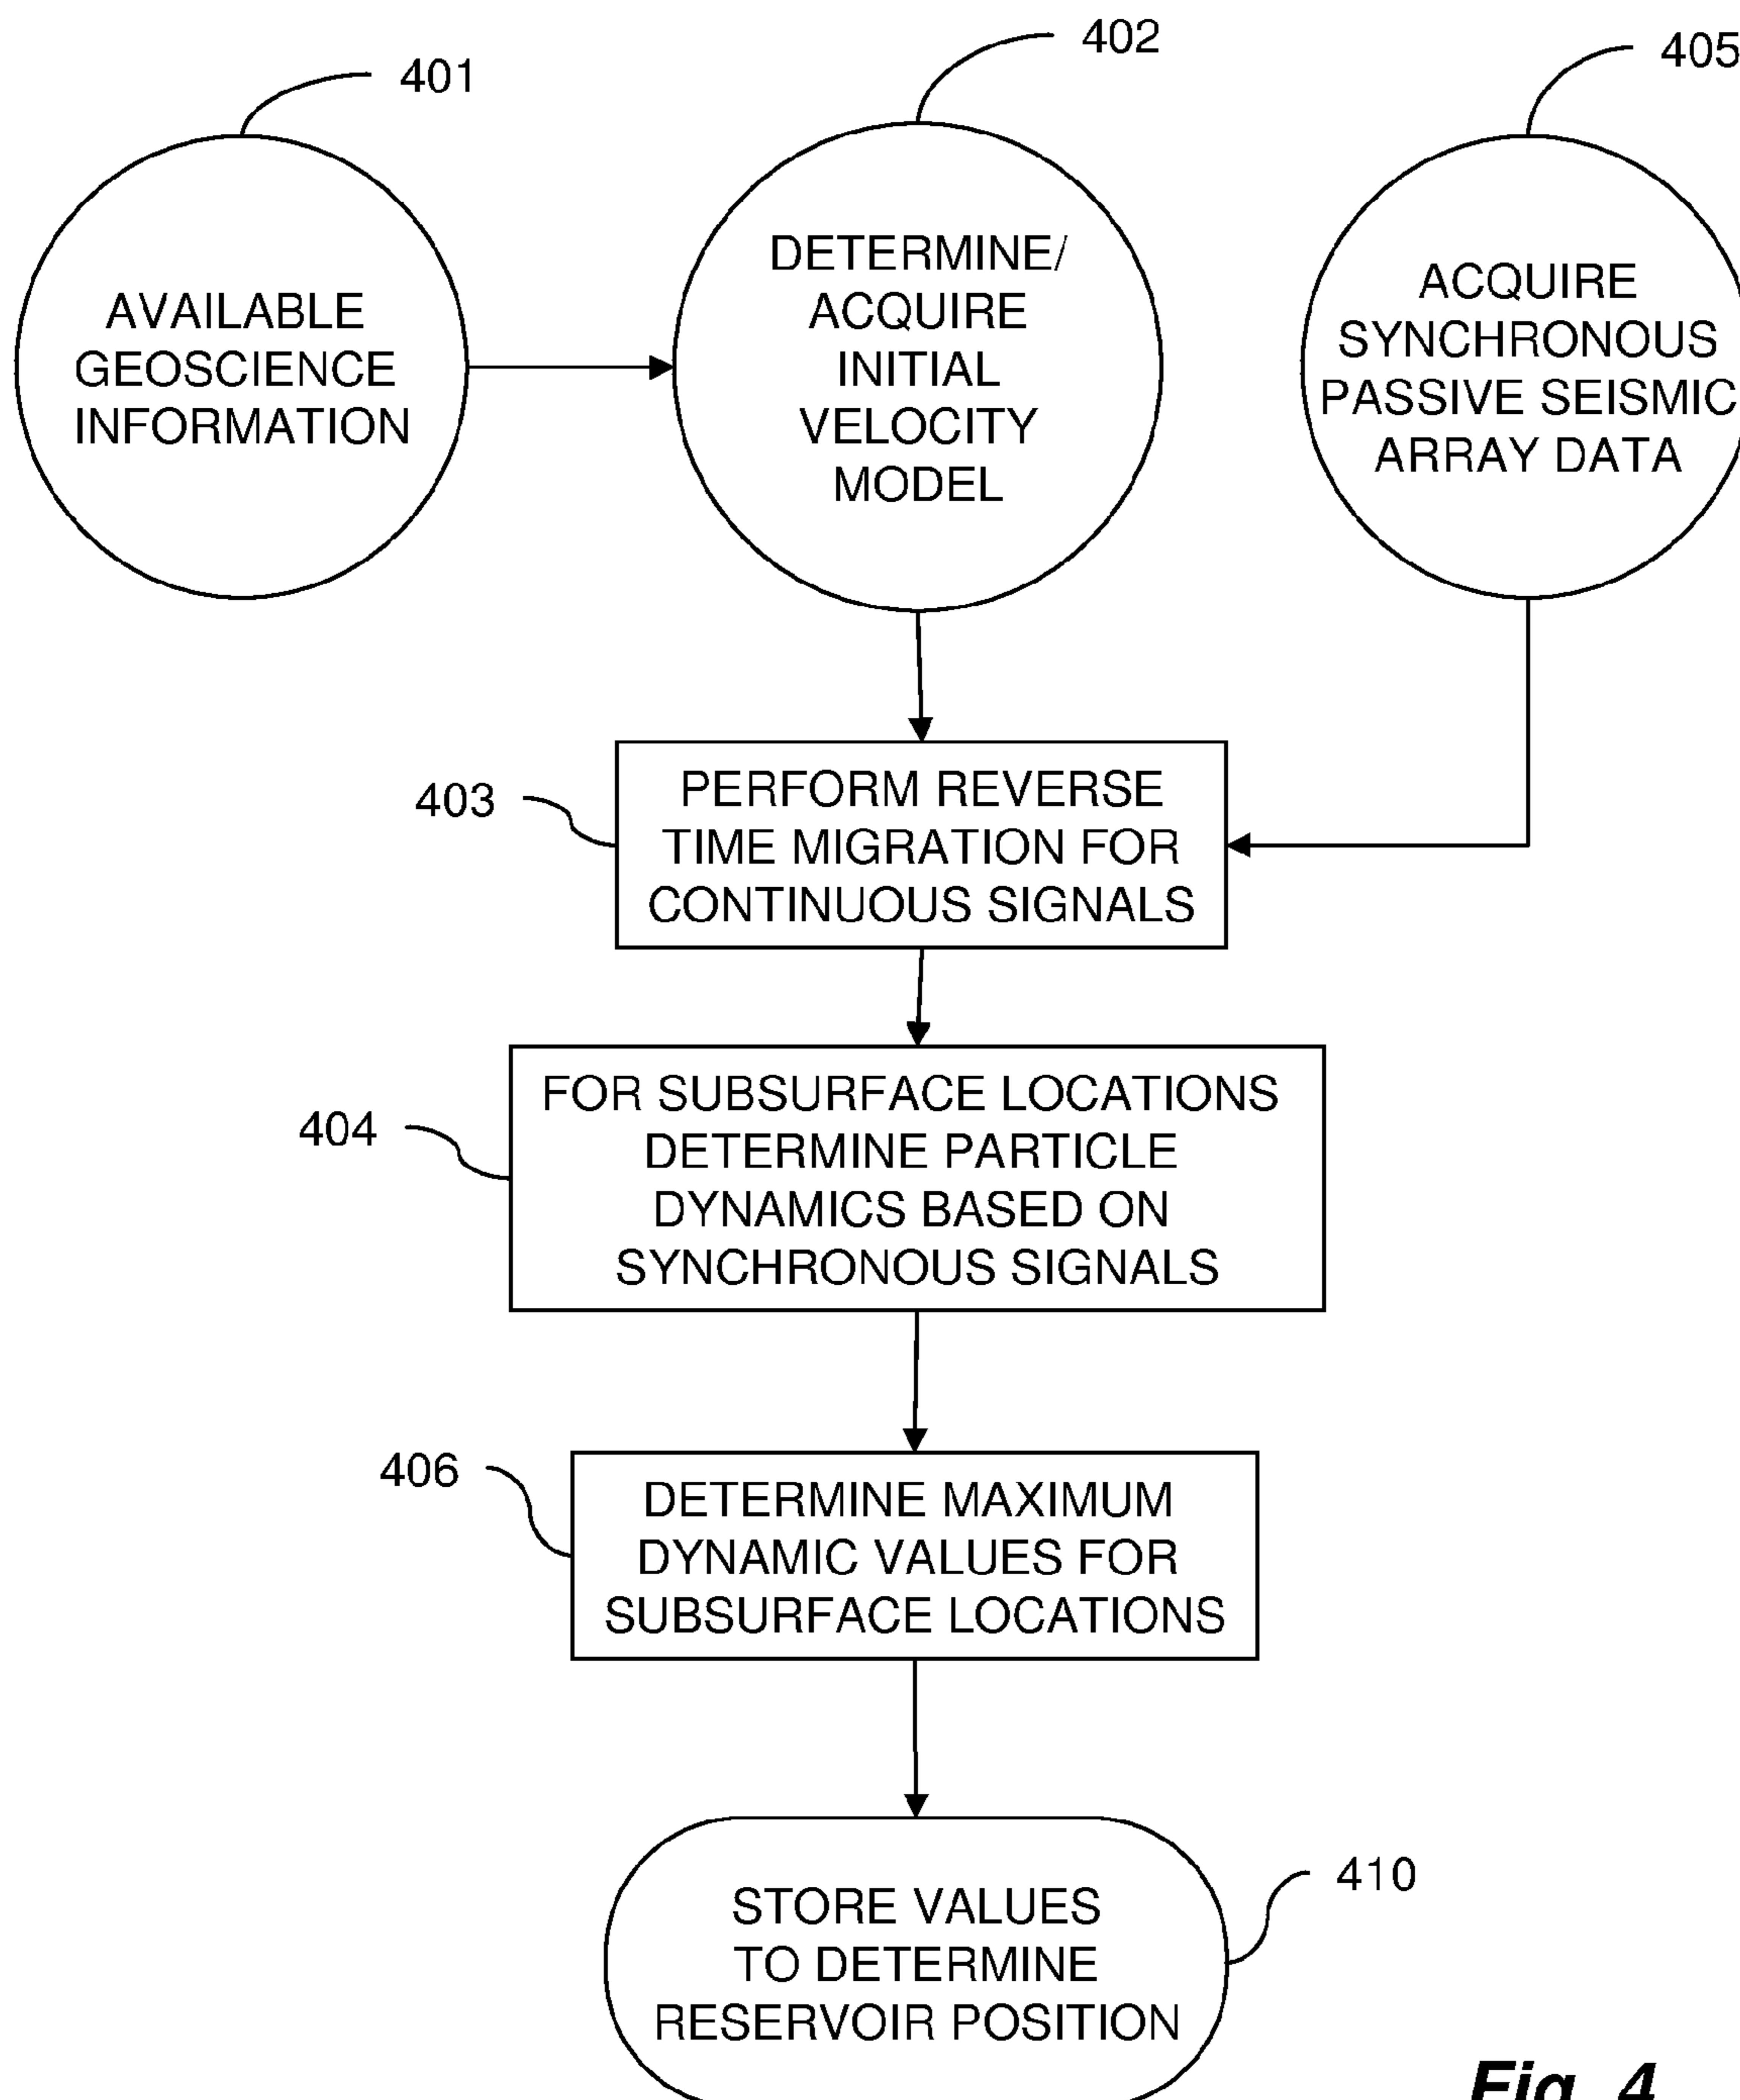 401
402
405
AVAILABLE
GEOSCIENCE
INFORMATION
DETERMINE/
ACQUIRE
INITIAL
VELOCITY
MODEL
ACQUIRE
SYNCHRONOUS
PASSIVE SEISMIC
ARRAY DATA
403
PERFORM REVERSE
TIME MIGRATION FOR
CONTINUOUS SIGNALS
404
FOR SUBSURFACE LOCATIONS
DETERMINE PARTICLE
DYNAMICS BASED ON
SYNCHRONOUS SIGNALS
406
DETERMINE MAXIMUM
DYNAMIC VALUES FOR
SUBSURFACE LOCATIONS
410
STORE VALUES
TO DETERMINE
RESERVOIR POSITION
Fig. 4